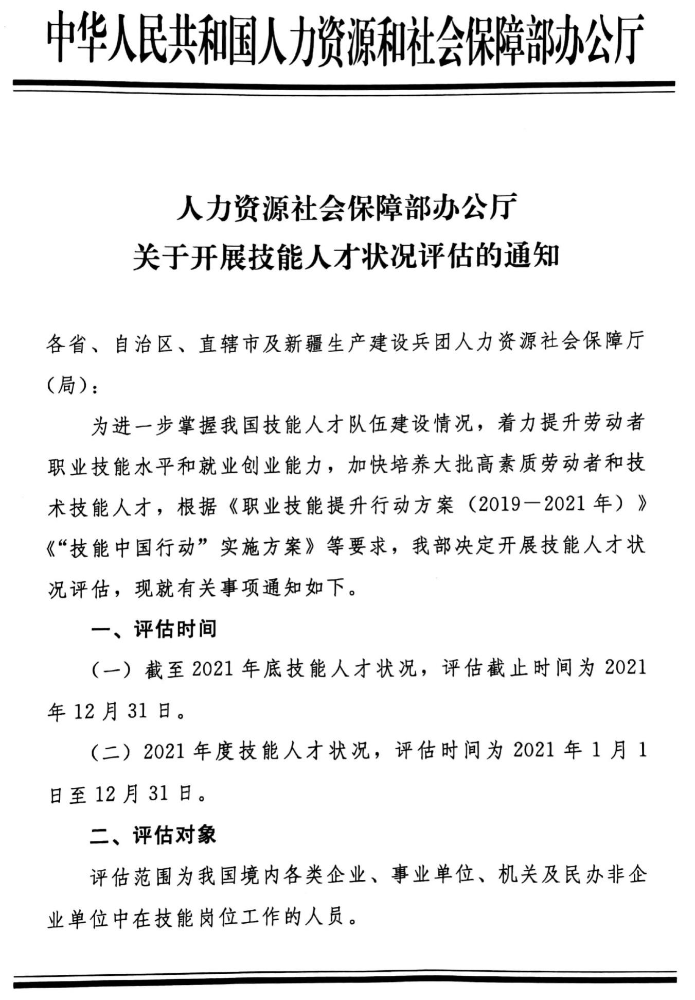 中华人民共和国人力资源和社会保障部办公厅
人力资源社会保障部办公厅
关于开展技能人才状况评估的通知
各省、自治区、直辖市及新疆生产建设兵团人力资源社会保障厅
（局）：
为进一步掌握我国技能人才队伍建设情况，着力提升劳动者
职业技能水平和就业创业能力，加快培养大批高素质劳动者和技
术技能人才，根据《职业技能提升行动方案（2019－2021 年）》
《“技能中国行动”实施方案》等要求，我部决定开展技能人才状
况评估，现就有关事项通知如下。
一、评估时间
（一）截至 2021 年底技能人才状况，评估截止时间为 2021
年 12 月 31 日。
（二）2021 年度技能人才状况，评估时间为 2021 年 1 月 1
日至 12 月 31 日。
二、评估对象
评估范围为我国境内各类企业、事业单位、机关及民办非企
业单位中在技能岗位工作的人员。